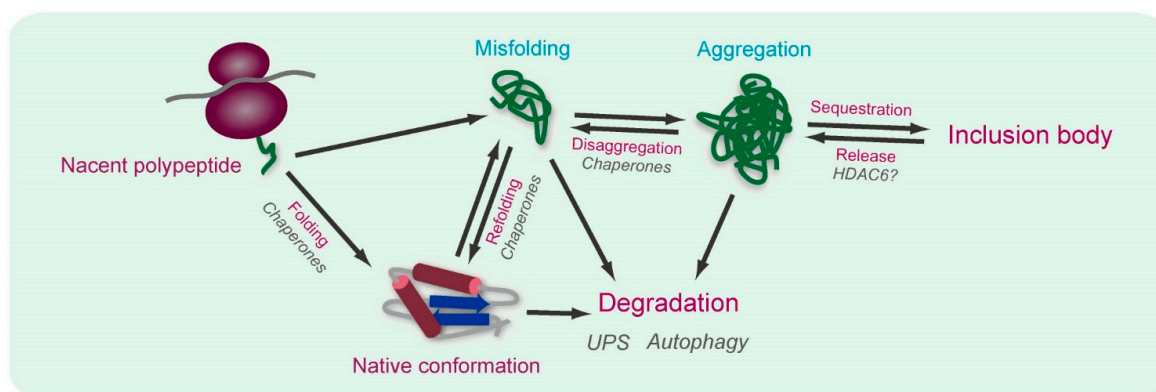 Misfolding
Aggregation
Nacent polypeptide
Folding
Chaperones
Refolding
Chaperones
Disaggregation
Chaperones
Sequestration
Release
HDAC6?
Inclusion body
Native conformation
Degradation
UPS Autophagy